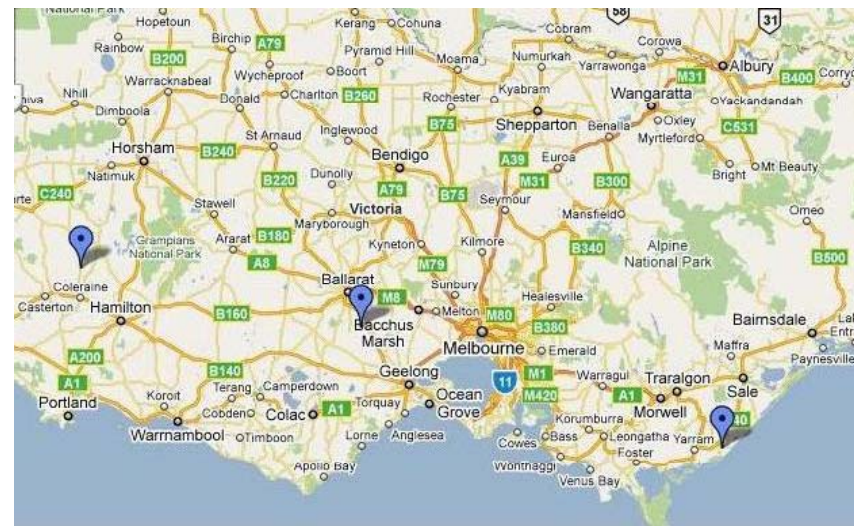 National Park
Hopetoun
Kerang
Cohuna
58
31
Rainbow
Birchip
A79
Cobram
Corowa
B200
Pyramid Hill
Moama
Numurkah
Yarrawonga
Albury
Wycheproof
Boort
M31
B400
Warracknabeal
Nhill
Donald
Charlton
B260
Rochester
Kyabram
Wangaratta
Yackandandah
Dimboola
B75
Shepparton
Benalla
Oxley
C531
St Arnaud
Inglewood
Myrtleford
Horsham
B240
Bendigo
A39
Euroa
Natimuk
B220
Dunolly
A79
B75
M31
B300
Bright
Mt Beauty
C240
Stawell
Victoria
Seymour
Mansfield
Omeo
Grampians
National Park
Ararat
B180
Maryborough
Kyneton
Kilmore
B340
Alpine
National Park
B500
A8
M79
Coleraine
Ballarat
Sunbury
Healesville
Casterton
Hamilton
B160
M8
Melton
M80
Bacchus
Marsh
B380
Bairnsdale
Melbourne
Emerald
Maffra
Paynesville
A200
B140
Geelong
11
M1
Warragul
Traralgon
Sale
A1
Koroit
Terang
Camperdown
Torquay
Ocean
Grove
M420
A1
Morwell
Portland
Cobden
Colac
A1
Korumburra
Warrnambool
Timboon
Lorne
Anglesea
Cowes
Bass
Leongatha
Yarram
Wonthaggi
Foster
Apollo Bay
Venus Bay